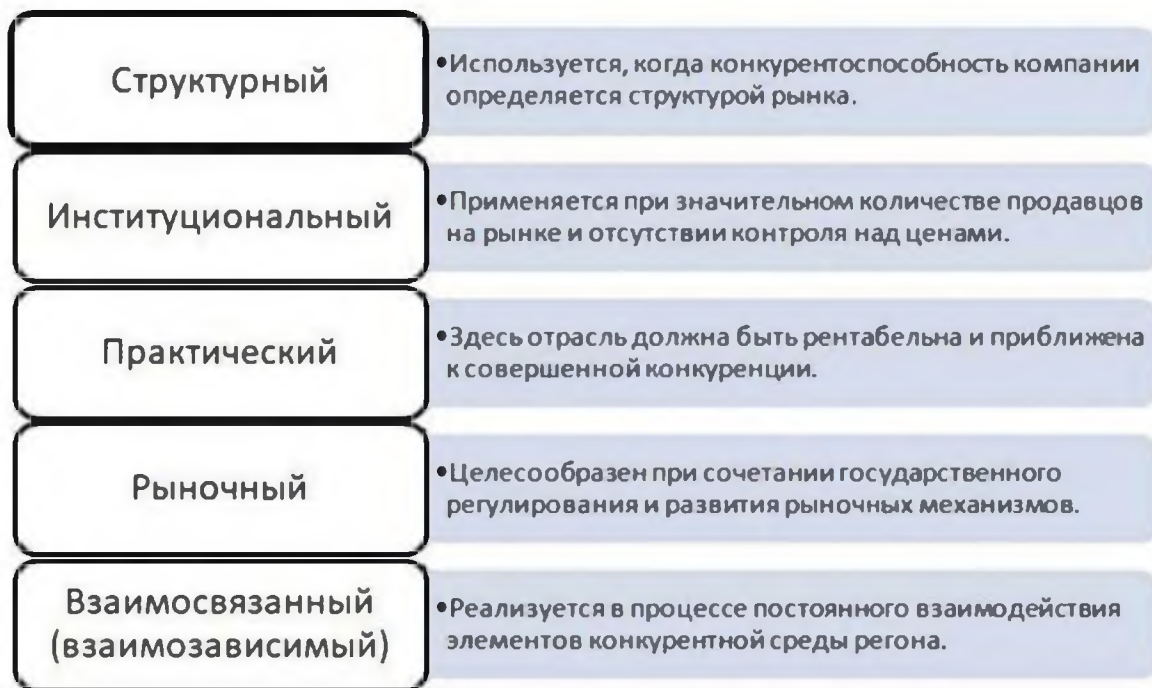 Структурный
•Используется, когда конкурентоспособность компании
определяется структурой рынка.
Институциональный
•Применяется при значительном количестве продавцов
на рынке и отсутствии контроля над ценами.
Практический
•Здесь отрасль должна быть рентабельна и приближена
к совершенной конкуренции.
Рыночный
•Целесообразен при сочетании государственного
регулирования и развития рыночных механизмов.
Взаимосвязанный
(взаимозависимый)
•Реализуется в процессе постоянного взаимодействия
элементов конкурентной среды регона.